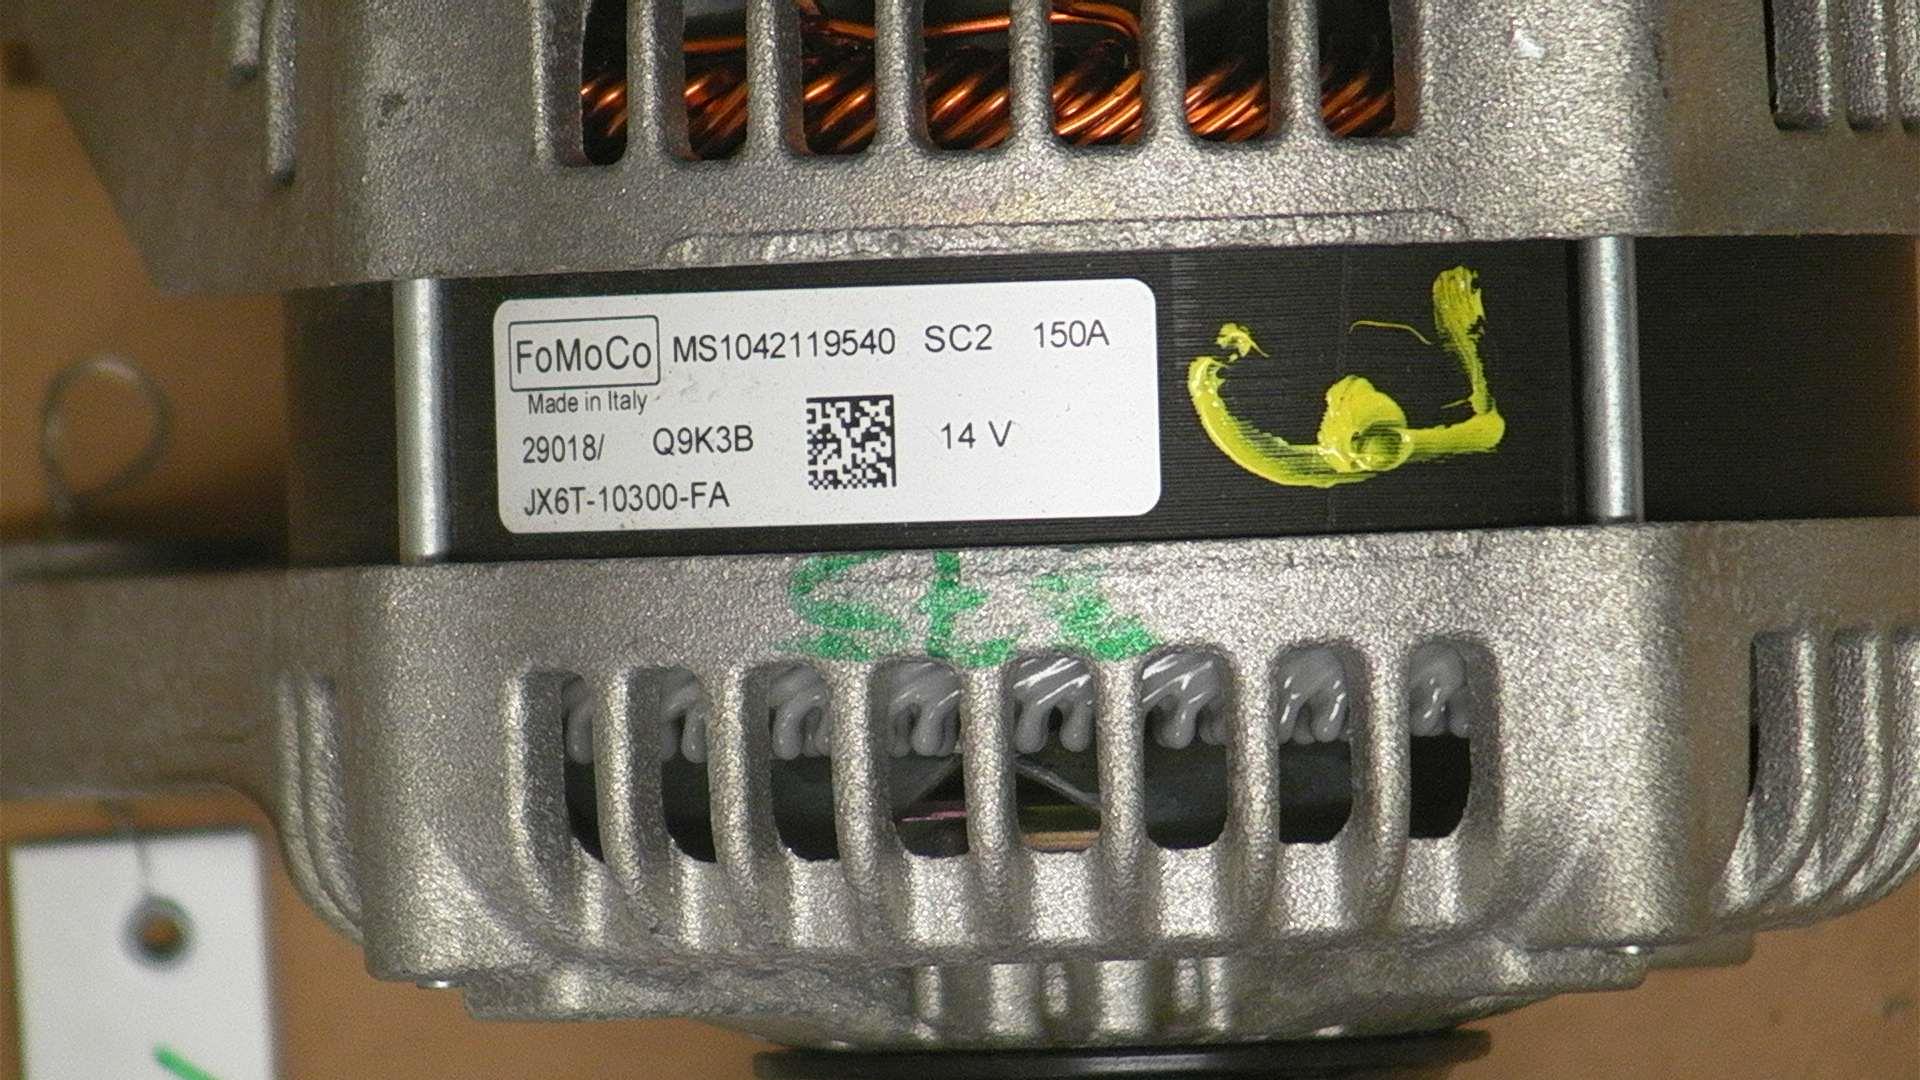 FoMoCo MS1042119540 SC2 150A
Made in Italy
29018/ Q9K3B 14 V
JX6T-10300-FA